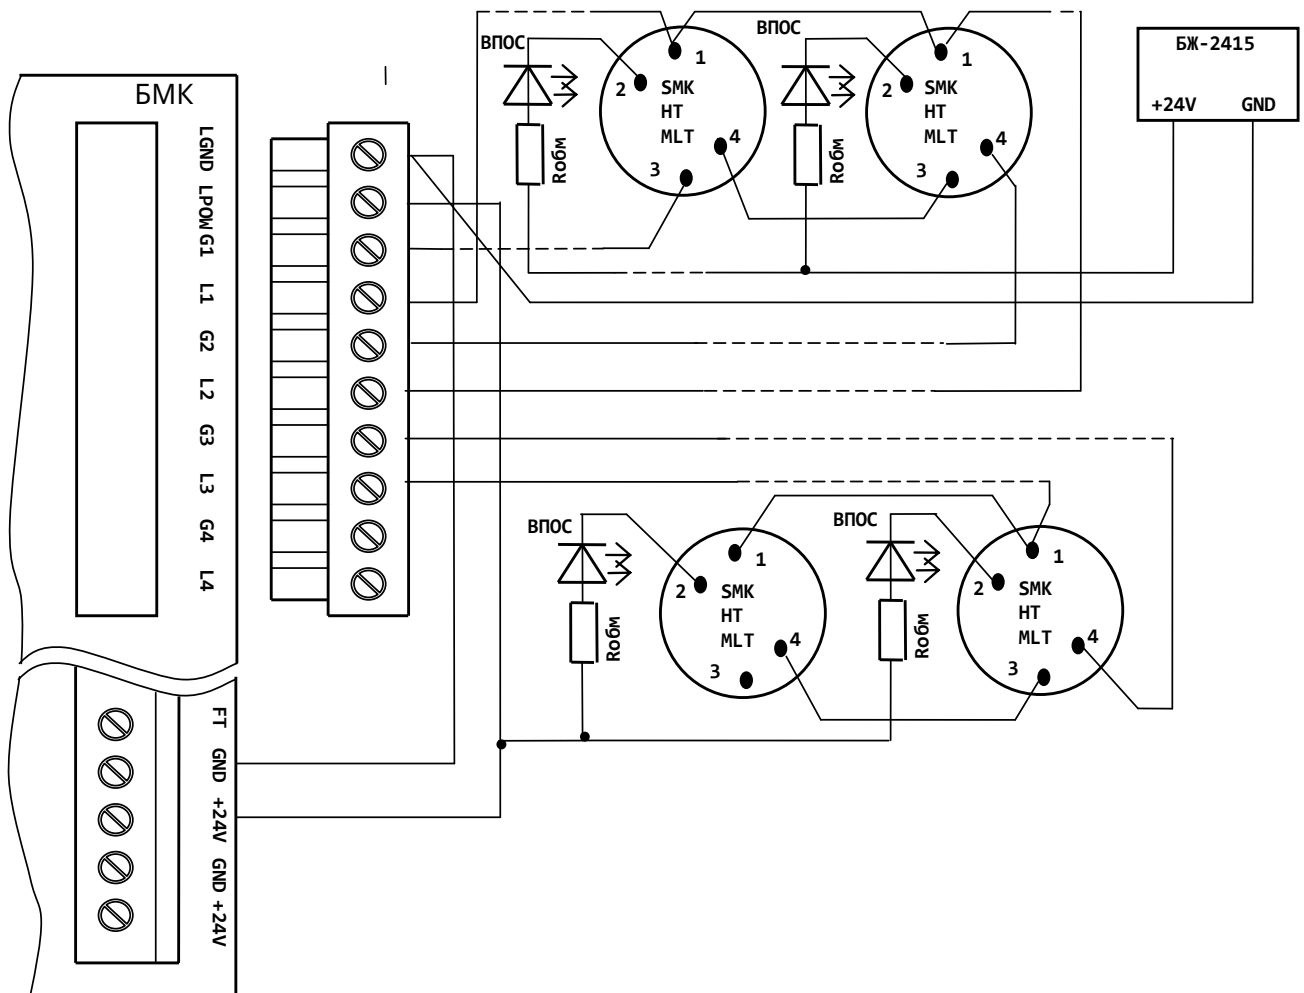 БМК
LGND
LPOW
G1
L1
G2
L2
G3
L3
G4
L4
FT
GND
+24V
GND
+24V
ВПОС
Rобм
1
2
SMK
HT
MLT
4
3
ВПОС
Rобм
1
2
SMK
HT
MLT
4
3
БЖ-2415
+24V GND
ВПОС
Rобм
1
2
SMK
HT
MLT
4
3
ВПОС
Rобм
1
2
SMK
HT
MLT
4
3